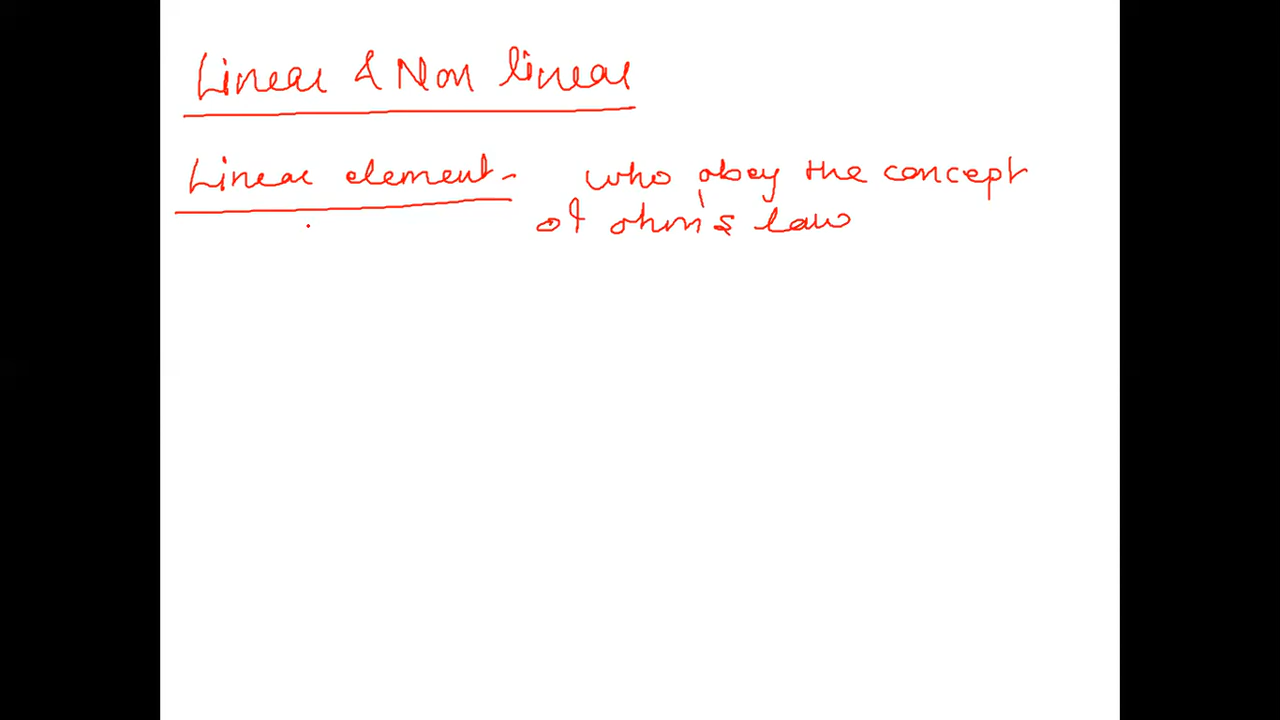 Linear & Non linear
Linear element - who obey the concept
of ohm's law